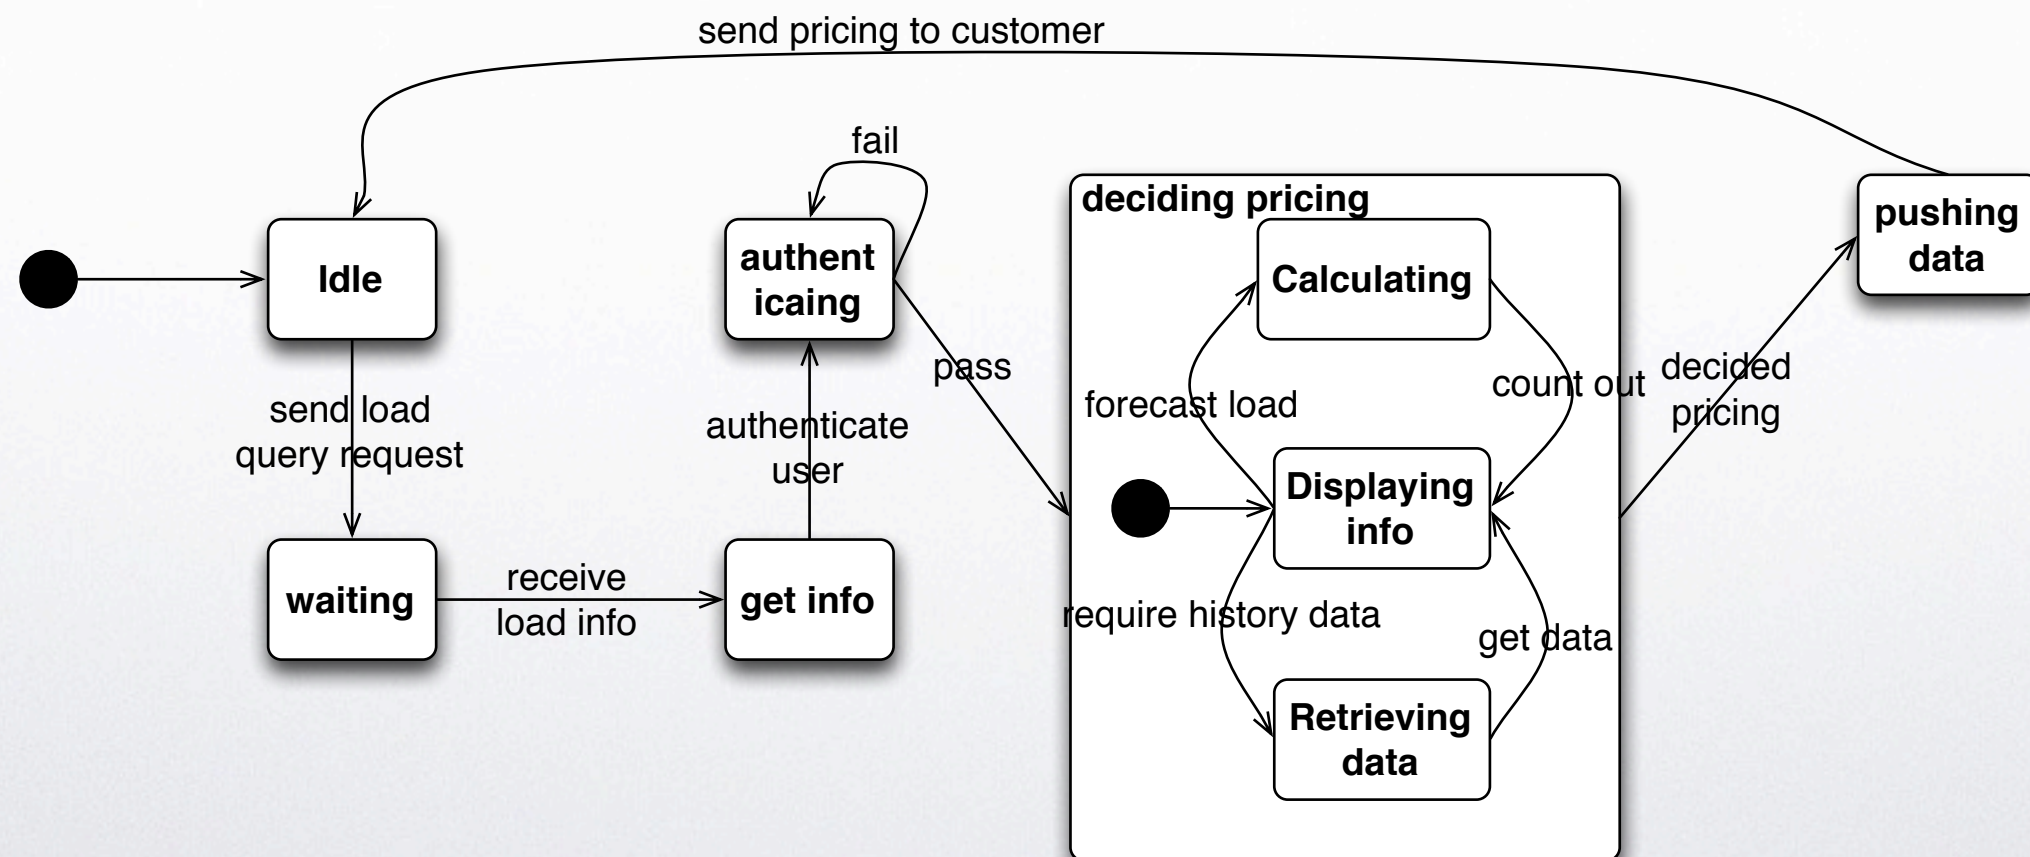 send pricing to customer
fail
deciding pricing
pushing
data
Idle
authent
icaing
Calculating
pass
forecast load
count out
decided
pricing
send load
query request
authenticate
user
Displaying
info
waiting
receive
load info
get info
require history data
get data
Retrieving
data